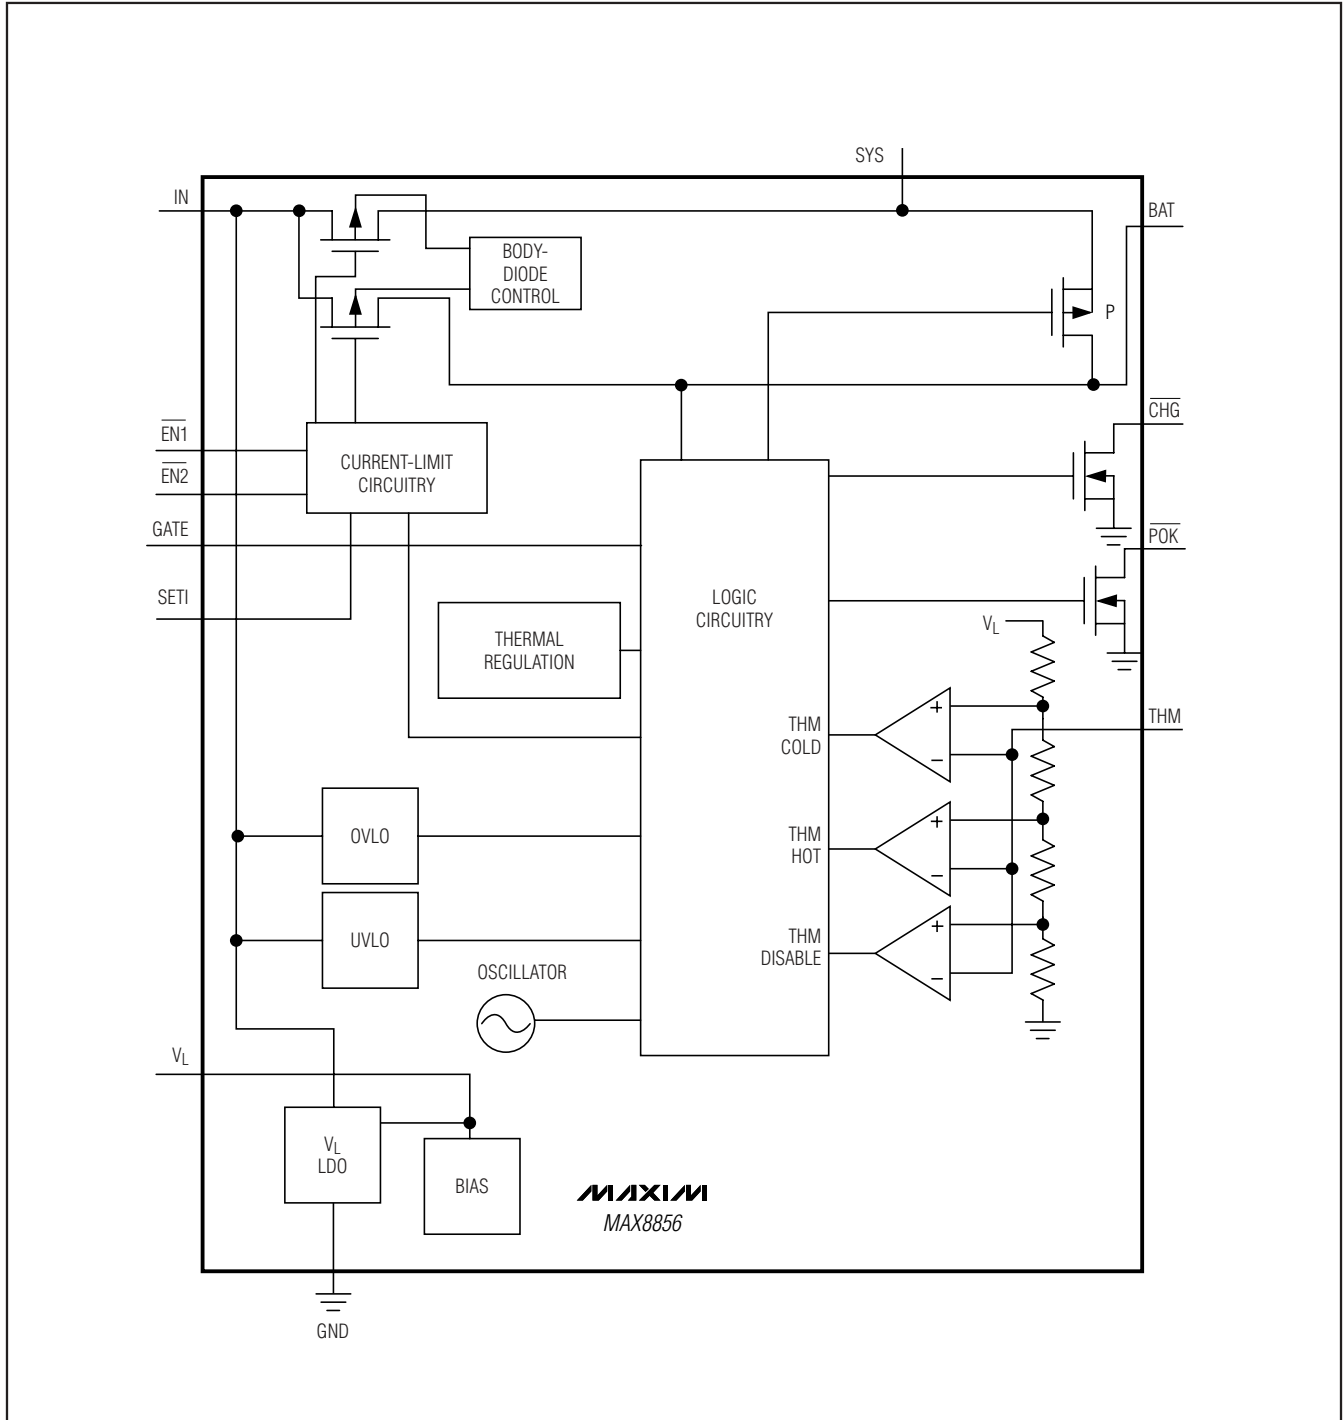 SYS
IN
BAT
BODY-
DIODE
CONTROL
P
CHG
EN1
CURRENT-LIMIT
CIRCUITRY
EN2
GATE
POK
SETI
LOGIC
CIRCUITRY
VL
THERMAL
REGULATION
+
THM
THM
COLD
−
OVLO
THM
HOT
+
−
UVLO
THM
DISABLE
+
−
OSCILLATOR
VL
VL
LDO
BIAS
MAXIM
MAX8856
GND